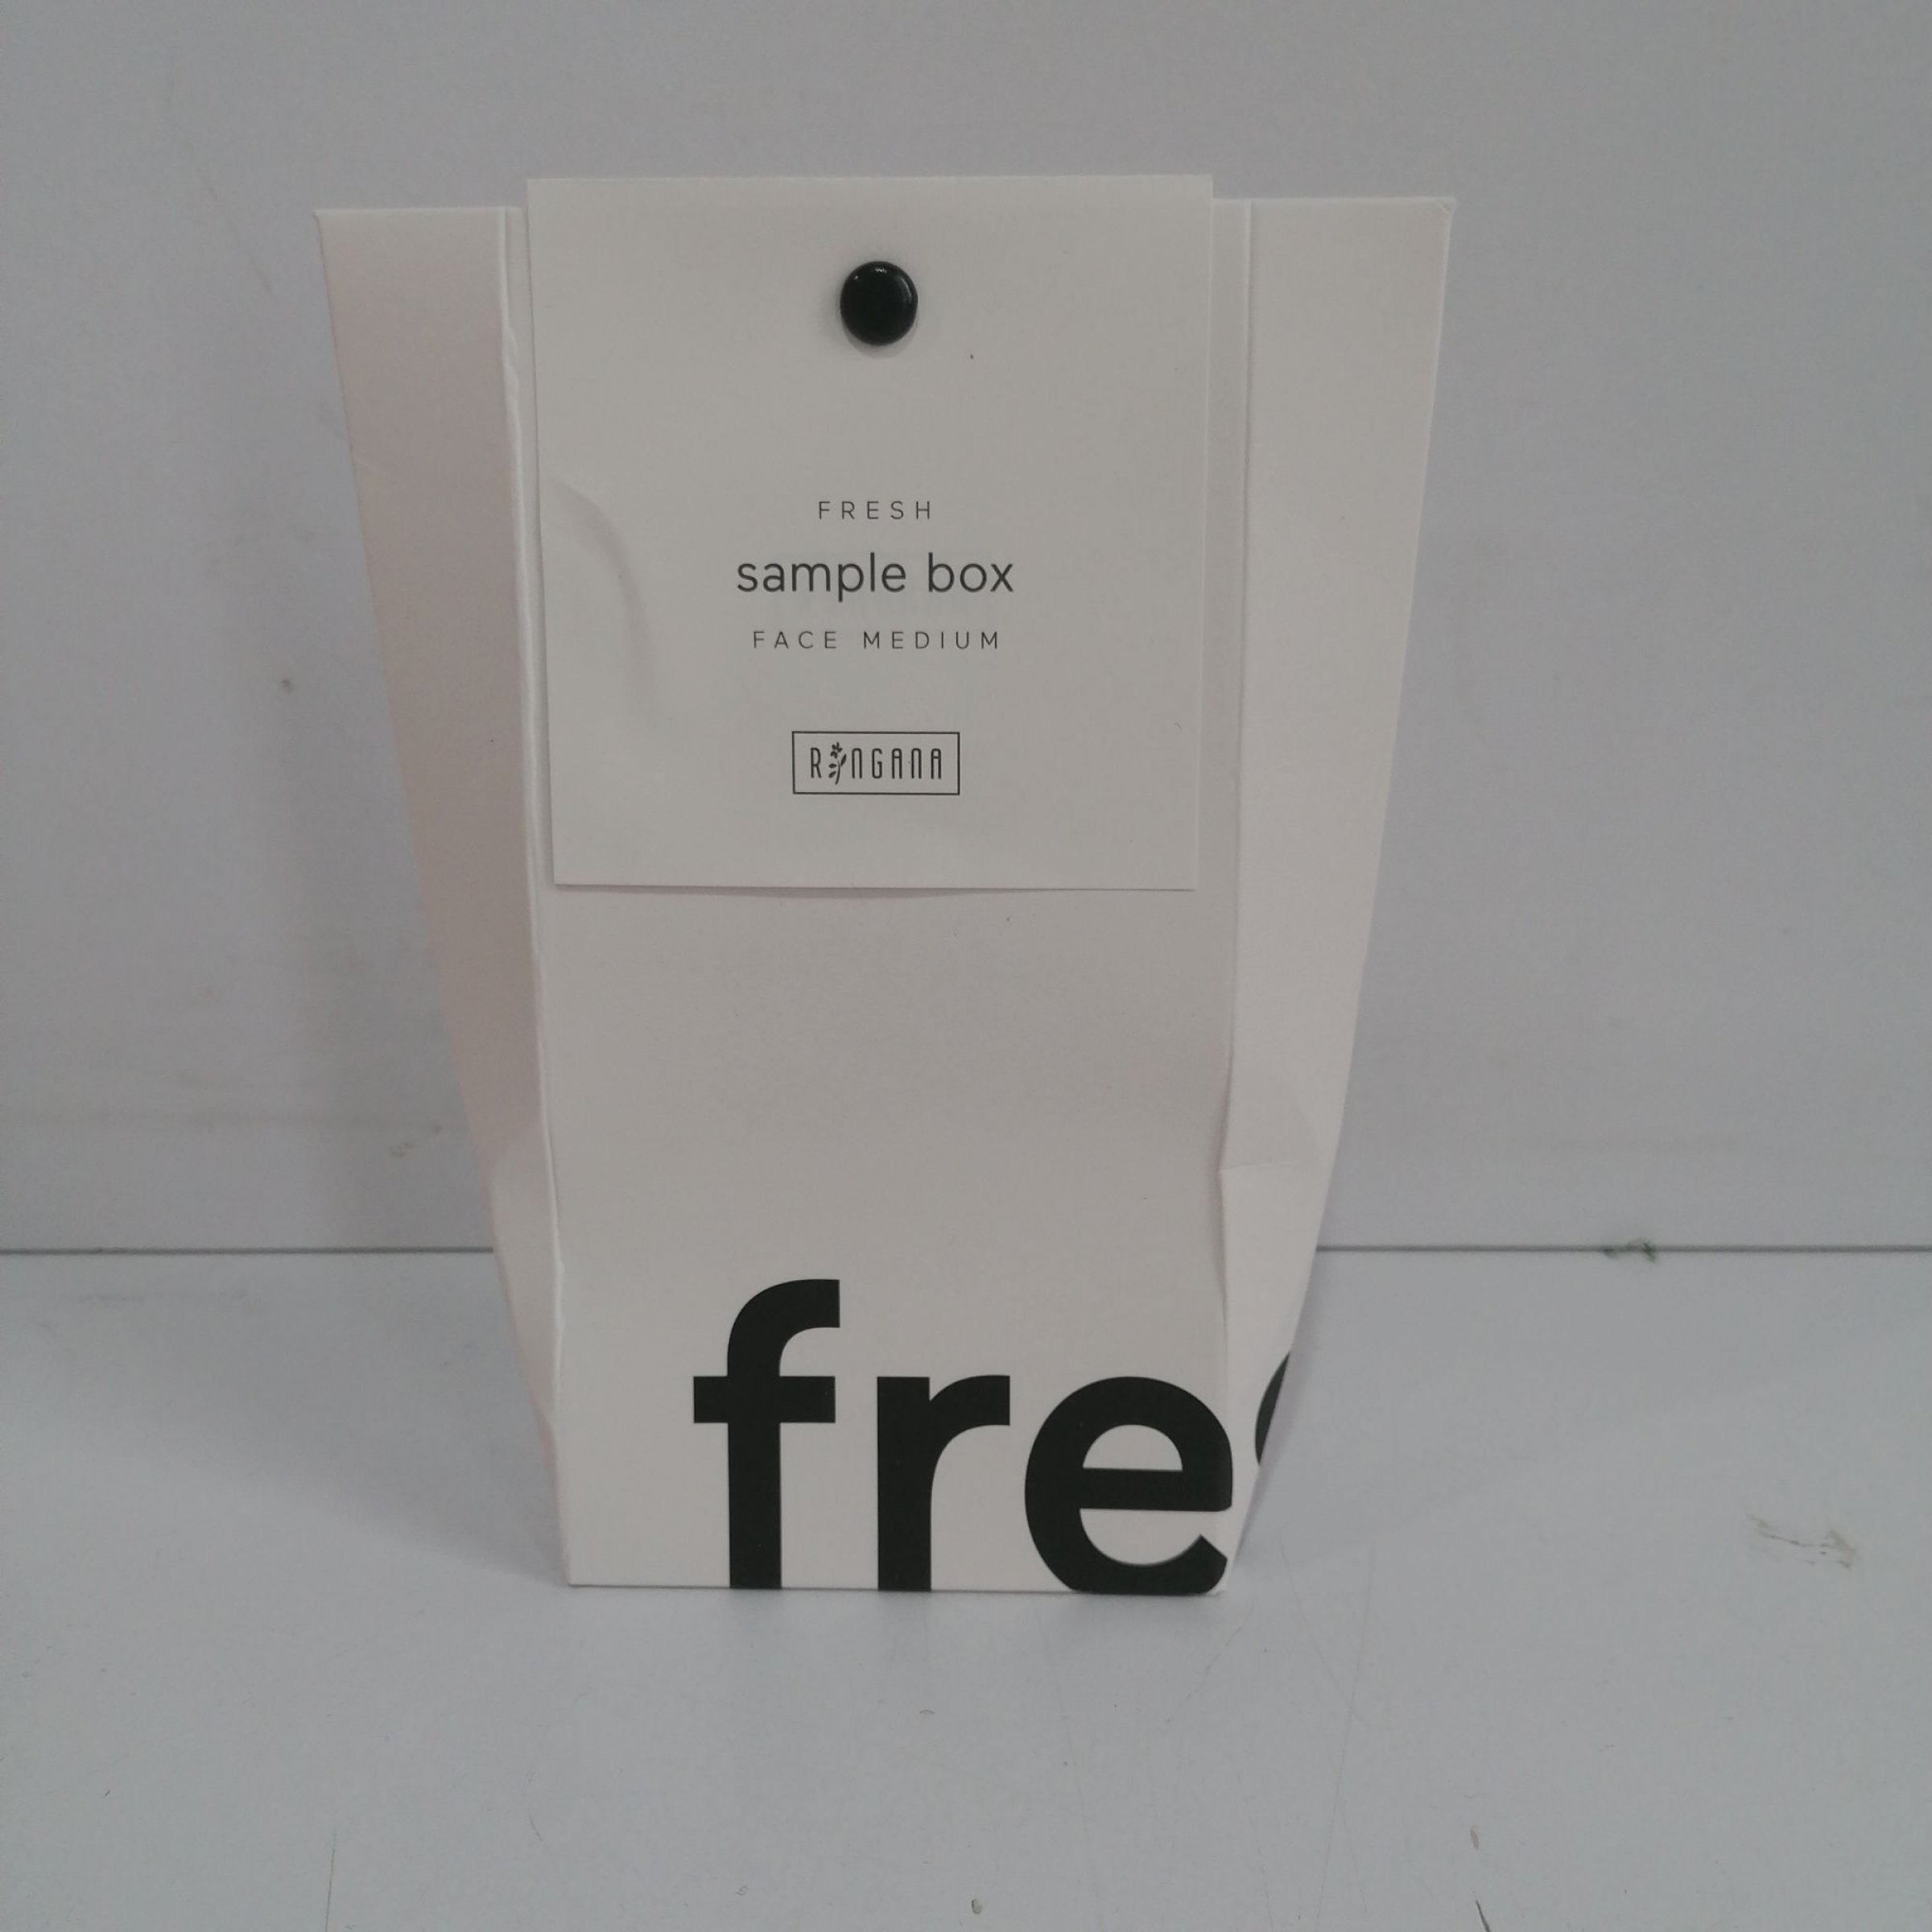 FRESH
sample box
FACE MEDIUM
RINGANA
fre